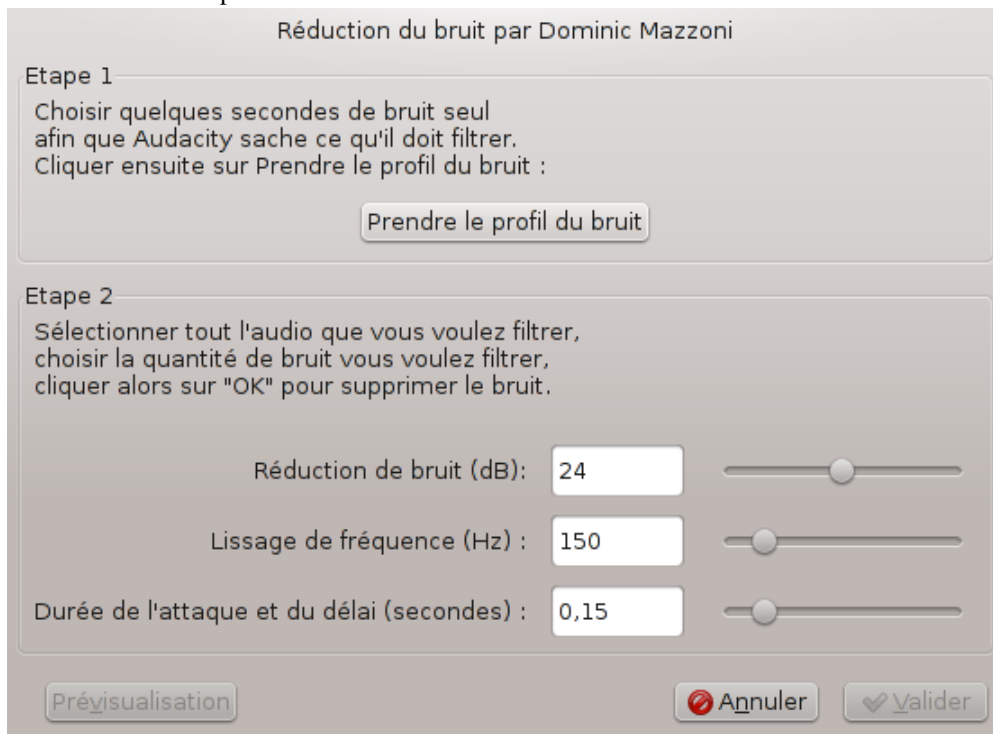 Réduction du bruit par Dominic Mazzoni
Etape 1
Choisir quelques secondes de bruit seul
afin que Audacity sache ce qu'il doit filtrer.
Cliquer ensuite sur Prendre le profil du bruit :
Prendre le profil du bruit
Etape 2
Sélectionner tout l'audio que vous voulez filtrer,
choisir la quantité de bruit vous voulez filtrer,
cliquer alors sur "OK" pour supprimer le bruit.
Réduction de bruit (dB): 24
Lissage de fréquence (Hz) : 150
Durée de l'attaque et du délai (secondes) : 0,15
Prévisualisation Annuler Valider